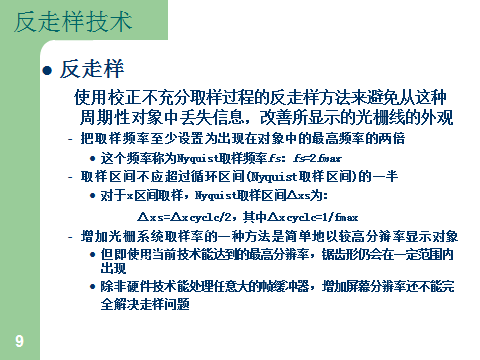 反走样技术
反走样
使用校正不充分取样过程的反走样方法来避免从这种
周期性对象中丢失信息，改善所显示的光栅线的外观
- 把取样频率至少设置为出现在对象中的最高频率的两倍
这个频率称为Nyquist取样频率fs：fs=2fmax
- 取样区间不应超过循环区间(Nyquist取样区间)的一半
对于x区间取样，Nyquist取样区间△xs为：
△xs=△xcyclc/2，其中△xcyclc=1/fmax
- 增加光栅系统取样率的一种方法是简单地以较高分辨率显示对象
但即使用当前技术能达到的最高分辨率，锯齿形仍会在一定范围内
出现
除非硬件技术能处理任意大的帧缓冲器，增加屏幕分辨率还不能完
全解决走样问题
9